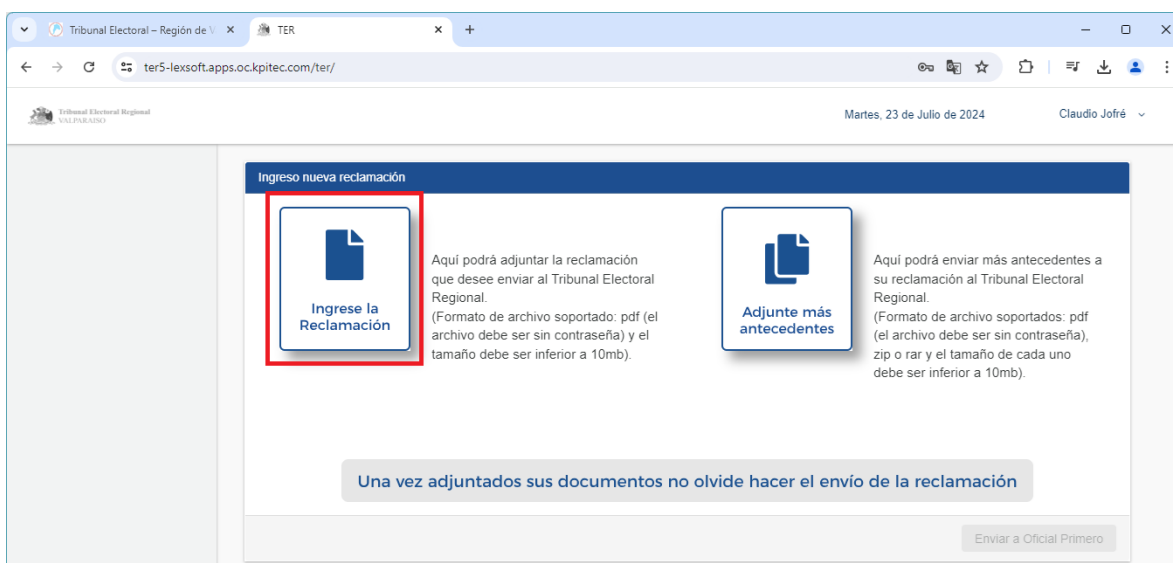 Tribunal Electoral – Región de V
TER
ter5-lexsoft.apps.oc.kpitec.com/ter/
Tribunal Electoral Regional
VALPARAISO
Martes, 23 de Julio de 2024
Claudio Jofré
Ingreso nueva reclamación
Ingrese la
Reclamación
Aquí podrá adjuntar la reclamación
que desee enviar al Tribunal Electoral
Regional.
(Formato de archivo soportado: pdf (el
archivo debe ser sin contraseña) y el
tamaño debe ser inferior a 10mb).
Adjunte más
antecedentes
Aquí podrá enviar más antecedentes a
su reclamación al Tribunal Electoral
Regional.
(Formato de archivo soportados: pdf
(el archivo debe ser sin contraseña),
zip o rar y el tamaño de cada uno
debe ser inferior a 10mb).
Una vez adjuntados sus documentos no olvide hacer el envío de la reclamación
Enviar a Oficial Primero